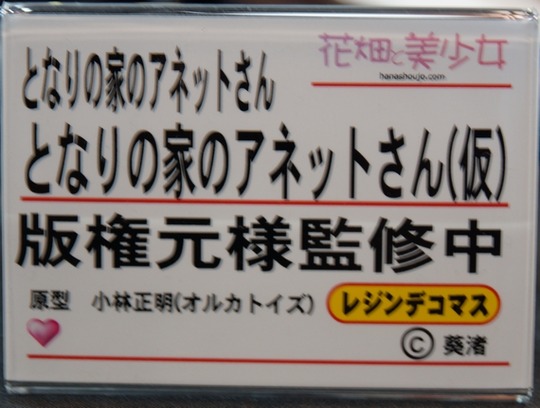 花畑と美少女
hanashoujo.com
となりの家のアネットさん
となりの家のアネットさん(仮)
版権元様監修中
原型 小林正明(オルカトイズ) レジンデコマス
© 葵渚